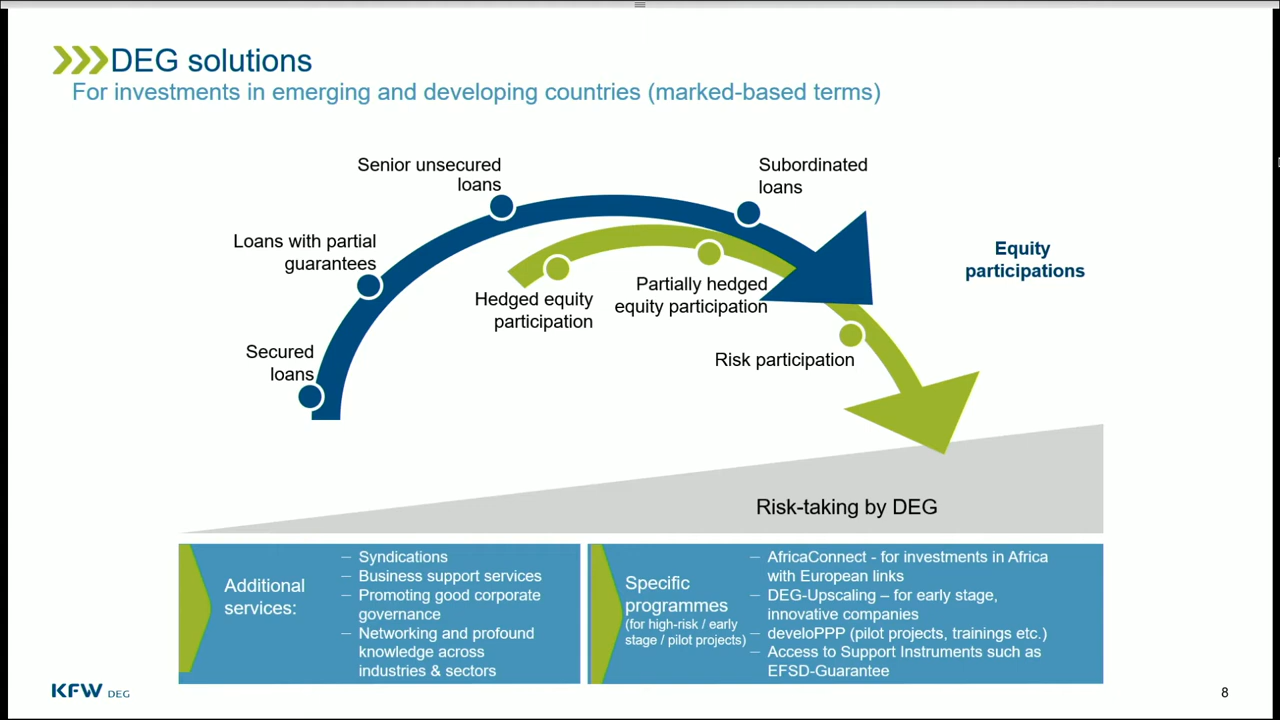 DEG solutions
For investments in emerging and developing countries (marked-based terms)
Senior unsecured
loans
Subordinated
loans
Loans with partial
guarantees
Equity
participations
Hedged equity
participation
Partially hedged
equity participation
Secured
loans
Risk participation
Risk-taking by DEG
Additional
services:
– Syndications
– Business support services
– Promoting good corporate
governance
– Networking and profound
knowledge across
industries & sectors
Specific
programmes
(for high-risk / early
stage / pilot projects)
– AfricaConnect - for investments in Africa
with European links
– DEG-Upscaling – for early stage,
innovative companies
– develoPPP (pilot projects, trainings etc.)
– Access to Support Instruments such as
EFSD-Guarantee
KFW DEG
8